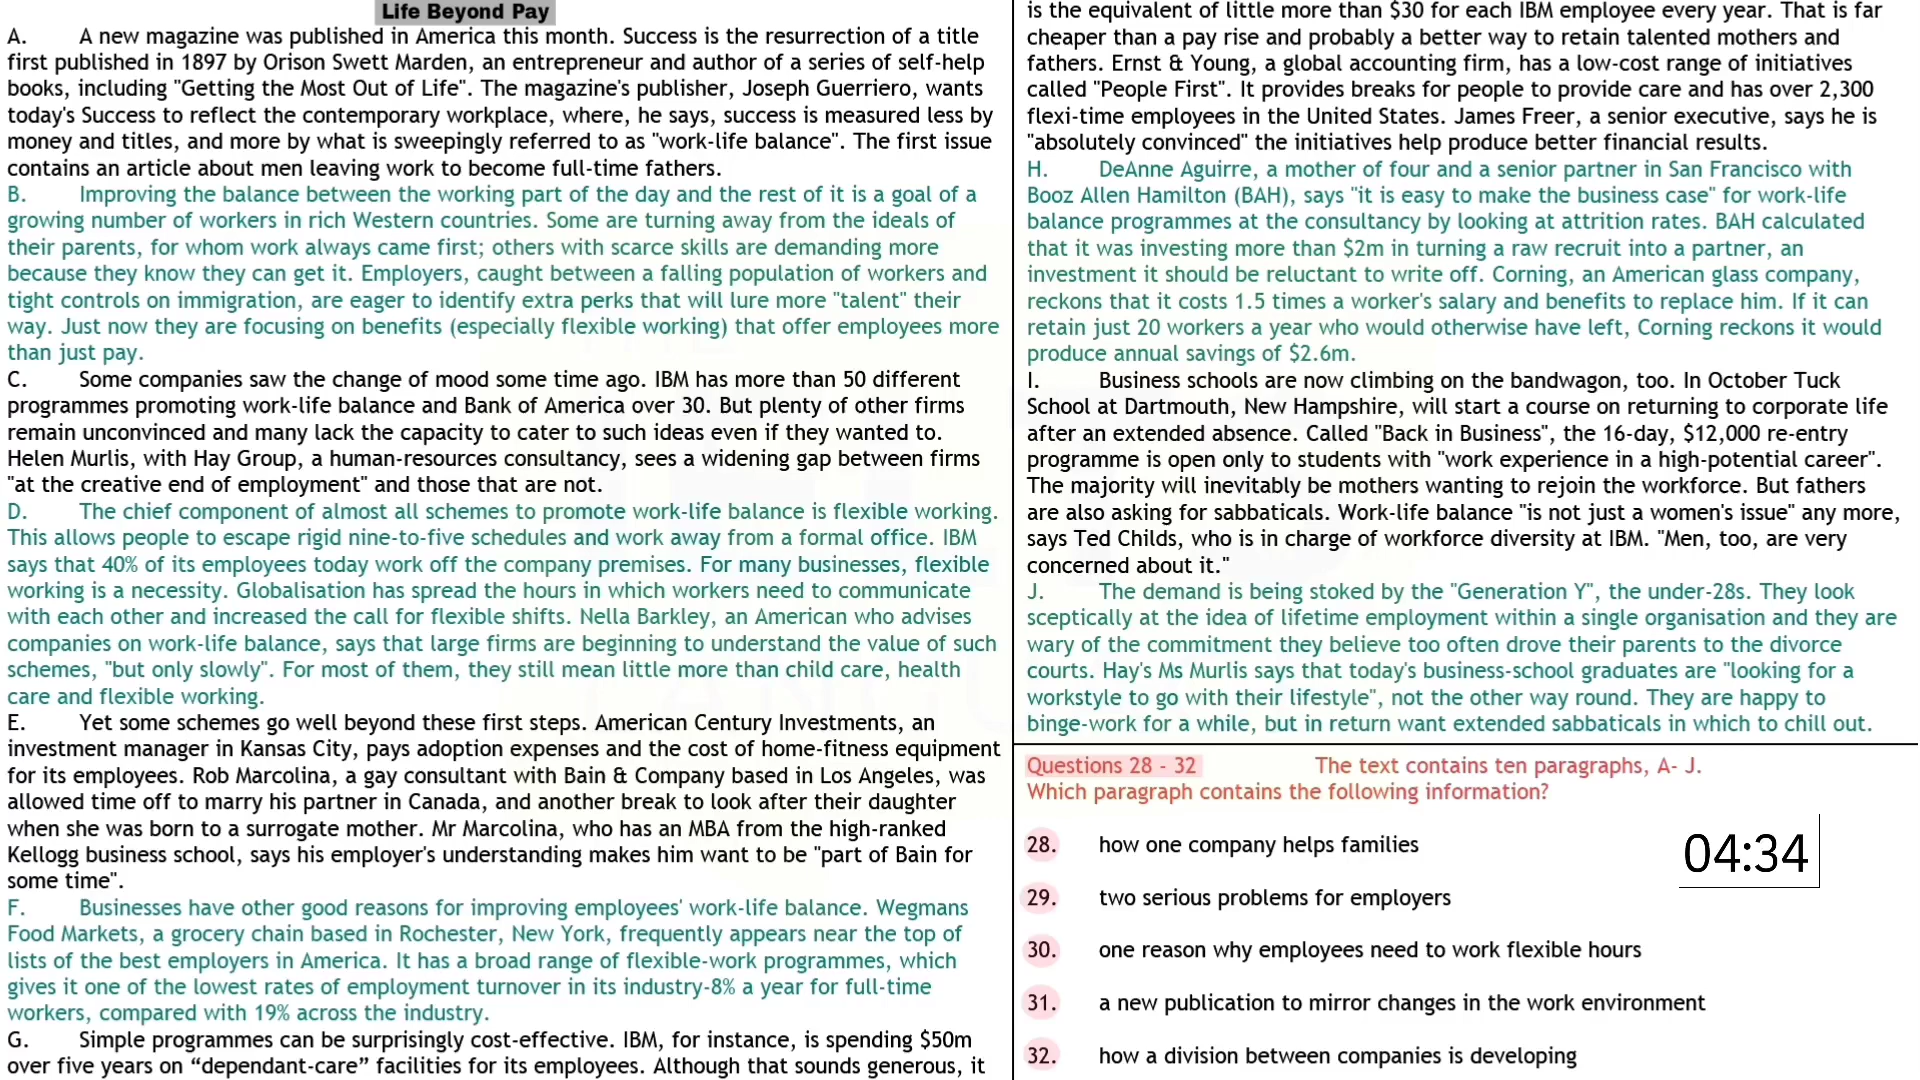 Life Beyond Pay
A. A new magazine was published in America this month. Success is the resurrection of a title
first published in 1897 by Orison Swett Marden, an entrepreneur and author of a series of self-help
books, including "Getting the Most Out of Life". The magazine's publisher, Joseph Guerriero, wants
today's Success to reflect the contemporary workplace, where, he says, success is measured less by
money and titles, and more by what is sweepingly referred to as "work-life balance". The first issue
contains an article about men leaving work to become full-time fathers.
B. Improving the balance between the working part of the day and the rest of it is a goal of a
growing number of workers in rich Western countries. Some are turning away from the ideals of
their parents, for whom work always came first; others with scarce skills are demanding more
because they know they can get it. Employers, caught between a falling population of workers and
tight controls on immigration, are eager to identify extra perks that will lure more "talent" their
way. Just now they are focusing on benefits (especially flexible working) that offer employees more
than just pay.
C. Some companies saw the change of mood some time ago. IBM has more than 50 different
programmes promoting work-life balance and Bank of America over 30. But plenty of other firms
remain unconvinced and many lack the capacity to cater to such ideas even if they wanted to.
Helen Murlis, with Hay Group, a human-resources consultancy, sees a widening gap between firms
"at the creative end of employment" and those that are not.
D. The chief component of almost all schemes to promote work-life balance is flexible working.
This allows people to escape rigid nine-to-five schedules and work away from a formal office. IBM
says that 40% of its employees today work off the company premises. For many businesses, flexible
working is a necessity. Globalisation has spread the hours in which workers need to communicate
with each other and increased the call for flexible shifts. Nella Barkley, an American who advises
companies on work-life balance, says that large firms are beginning to understand the value of such
schemes, "but only slowly". For most of them, they still mean little more than child care, health
care and flexible working.
E. Yet some schemes go well beyond these first steps. American Century Investments, an
investment manager in Kansas City, pays adoption expenses and the cost of home-fitness equipment
for its employees. Rob Marcolina, a gay consultant with Bain & Company based in Los Angeles, was
allowed time off to marry his partner in Canada, and another break to look after their daughter
when she was born to a surrogate mother. Mr Marcolina, who has an MBA from the high-ranked
Kellogg business school, says his employer's understanding makes him want to be "part of Bain for
some time".
F. Businesses have other good reasons for improving employees' work-life balance. Wegmans
Food Markets, a grocery chain based in Rochester, New York, frequently appears near the top of
lists of the best employers in America. It has a broad range of flexible-work programmes, which
gives it one of the lowest rates of employment turnover in its industry-8% a year for full-time
workers, compared with 19% across the industry.
G. Simple programmes can be surprisingly cost-effective. IBM, for instance, is spending $50m
over five years on “dependant-care” facilities for its employees. Although that sounds generous, it
is the equivalent of little more than $30 for each IBM employee every year. That is far
cheaper than a pay rise and probably a better way to retain talented mothers and
fathers. Ernst & Young, a global accounting firm, has a low-cost range of initiatives
called "People First". It provides breaks for people to provide care and has over 2,300
flexi-time employees in the United States. James Freer, a senior executive, says he is
"absolutely convinced" the initiatives help produce better financial results.
H. DeAnne Aguirre, a mother of four and a senior partner in San Francisco with
Booz Allen Hamilton (BAH), says "it is easy to make the business case" for work-life
balance programmes at the consultancy by looking at attrition rates. BAH calculated
that it was investing more than $2m in turning a raw recruit into a partner, an
investment it should be reluctant to write off. Corning, an American glass company,
reckons that it costs 1.5 times a worker's salary and benefits to replace him. If it can
retain just 20 workers a year who would otherwise have left, Corning reckons it would
produce annual savings of $2.6m.
I. Business schools are now climbing on the bandwagon, too. In October Tuck
School at Dartmouth, New Hampshire, will start a course on returning to corporate life
after an extended absence. Called "Back in Business", the 16-day, $12,000 re-entry
programme is open only to students with "work experience in a high-potential career".
The majority will inevitably be mothers wanting to rejoin the workforce. But fathers
are also asking for sabbaticals. Work-life balance "is not just a women's issue" any more,
says Ted Childs, who is in charge of workforce diversity at IBM. "Men, too, are very
concerned about it."
J. The demand is being stoked by the "Generation Y", the under-28s. They look
sceptically at the idea of lifetime employment within a single organisation and they are
wary of the commitment they believe too often drove their parents to the divorce
courts. Hay's Ms Murlis says that today's business-school graduates are "looking for a
workstyle to go with their lifestyle", not the other way round. They are happy to
binge-work for a while, but in return want extended sabbaticals in which to chill out.
Questions 28 - 32 The text contains ten paragraphs, A- J.
Which paragraph contains the following information?
28. how one company helps families
04:34
29. two serious problems for employers
30. one reason why employees need to work flexible hours
31. a new publication to mirror changes in the work environment
32. how a division between companies is developing